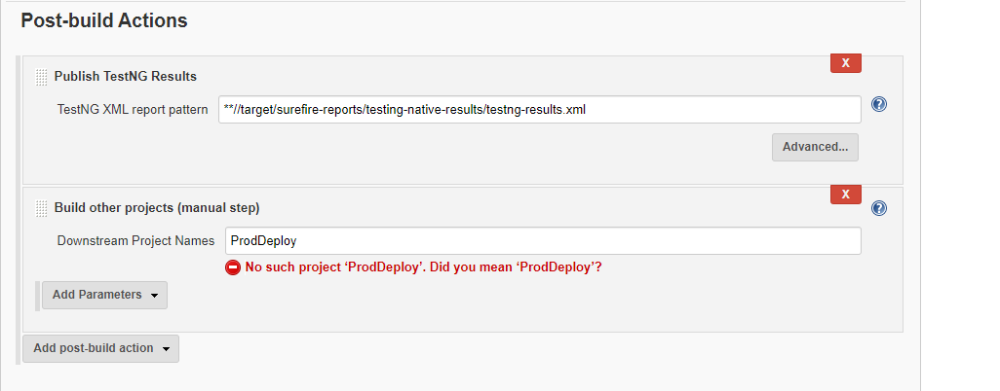 Post-build Actions
X
Publish TestNG Results
TestNG XML report pattern **//target/surefire-reports/testing-native-results/testng-results.xml ?
Advanced...
X
Build other projects (manual step) ?
Downstream Project Names ProdDeploy
No such project ‘ProdDeploy’. Did you mean ‘ProdDeploy’?
Add Parameters
Add post-build action